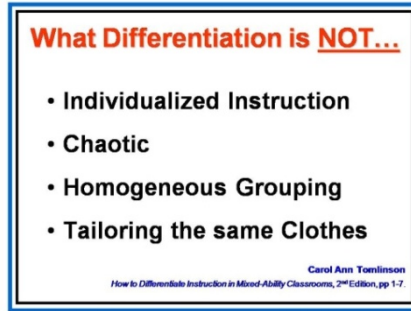 What Differentiation is NOT...
• Individualized Instruction
• Chaotic
• Homogeneous Grouping
• Tailoring the same Clothes
Carol Ann Tomlinson
How to Differentiate Instruction in Mixed-Ability Classrooms, 2nd Edition, pp 1-7.